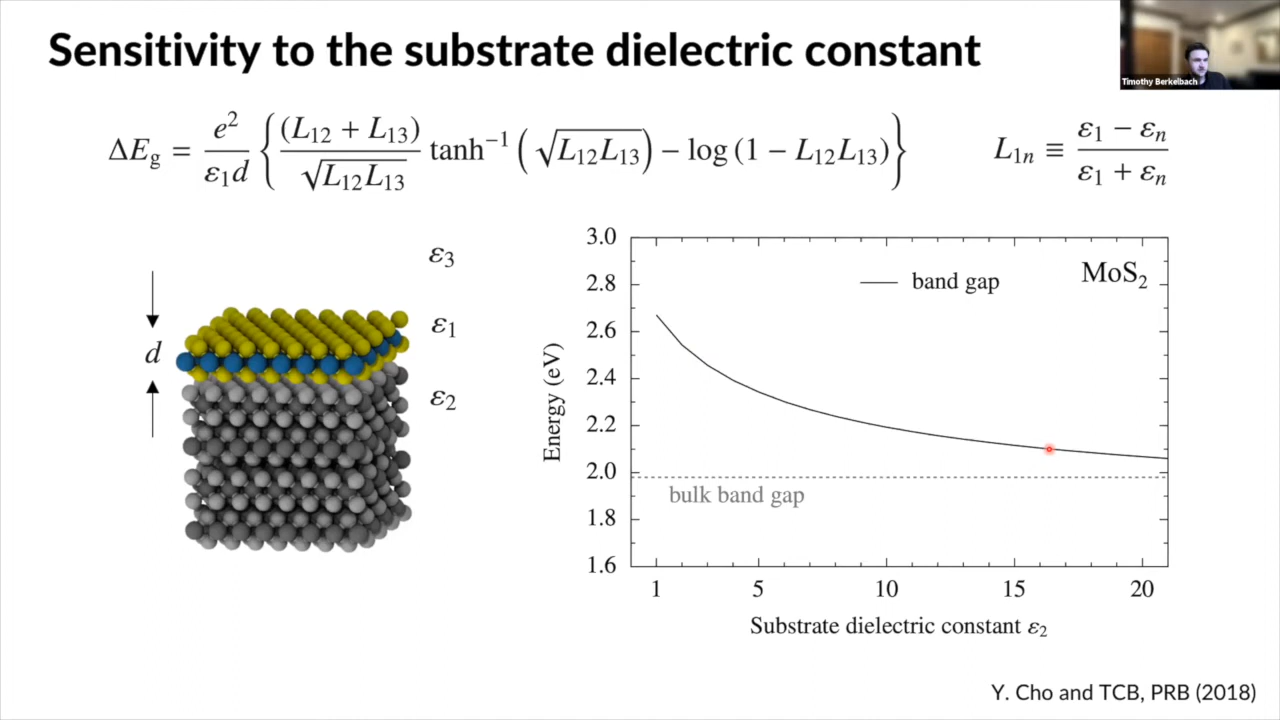 Sensitivity to the substrate dielectric constant
Timothy Berkelbach
ΔE_g = e²/(ε₁d) { (L₁₂ + L₁₃)/√(L₁₂L₁₃) tanh⁻¹ (√(L₁₂L₁₃)) − log (1 − L₁₂L₁₃) }
L₁ₙ ≡ (ε₁ − εₙ)/(ε₁ + εₙ)
ε₃
ε₁
d
ε₂
3.0
2.8
2.6
2.4
2.2
2.0
1.8
1.6
Energy (eV)
band gap
MoS₂
bulk band gap
1 5 10 15 20
Substrate dielectric constant ε₂
Y. Cho and TCB, PRB (2018)